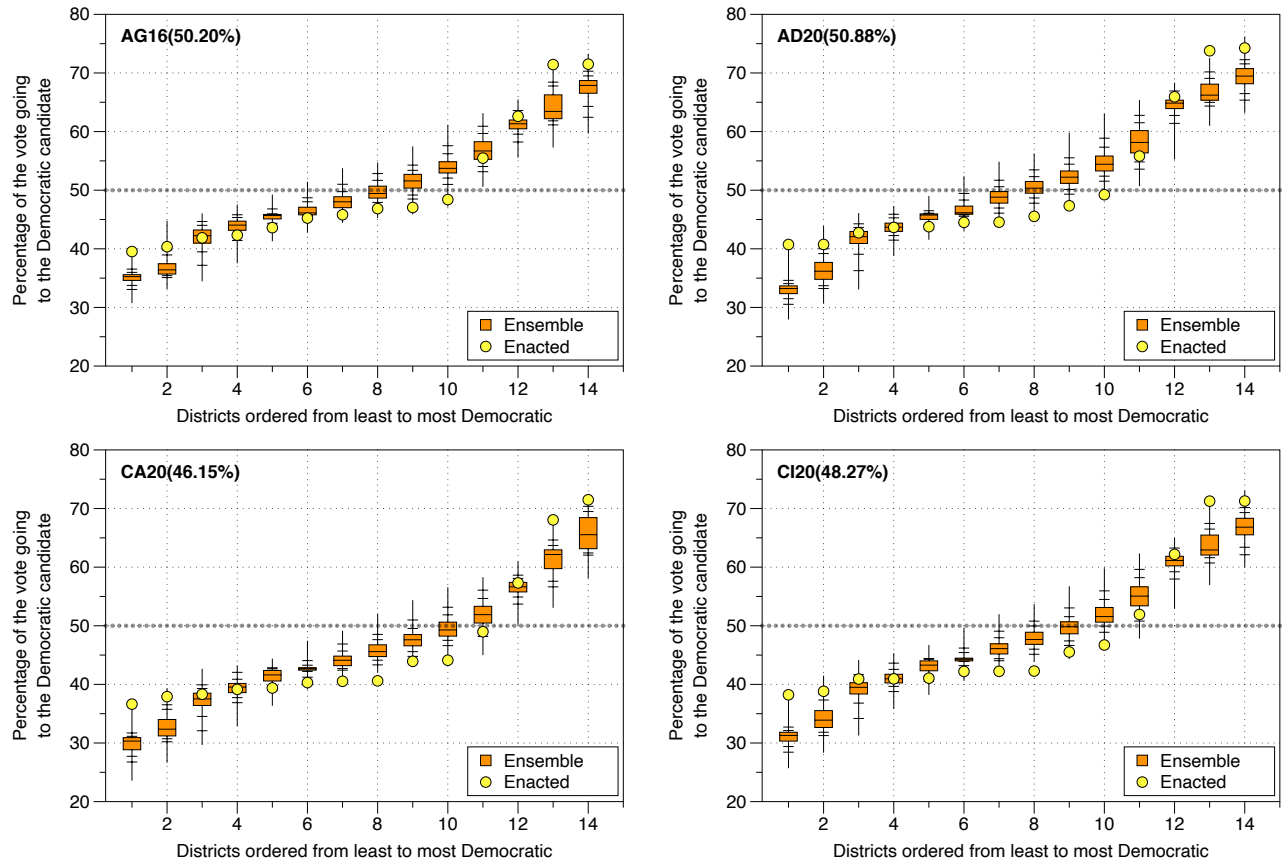 AG16(50.20%)
Percentage of the vote going
to the Democratic candidate
80
70
60
50
40
30
20
2 4 6 8 10 12 14
Districts ordered from least to most Democratic
Ensemble
Enacted
AD20(50.88%)
Percentage of the vote going
to the Democratic candidate
80
70
60
50
40
30
20
2 4 6 8 10 12 14
Districts ordered from least to most Democratic
Ensemble
Enacted
CA20(46.15%)
Percentage of the vote going
to the Democratic candidate
80
70
60
50
40
30
20
2 4 6 8 10 12 14
Districts ordered from least to most Democratic
Ensemble
Enacted
CI20(48.27%)
Percentage of the vote going
to the Democratic candidate
80
70
60
50
40
30
20
2 4 6 8 10 12 14
Districts ordered from least to most Democratic
Ensemble
Enacted